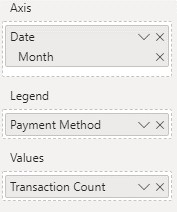 Axis
Date
Month
Legend
Payment Method
Values
Transaction Count